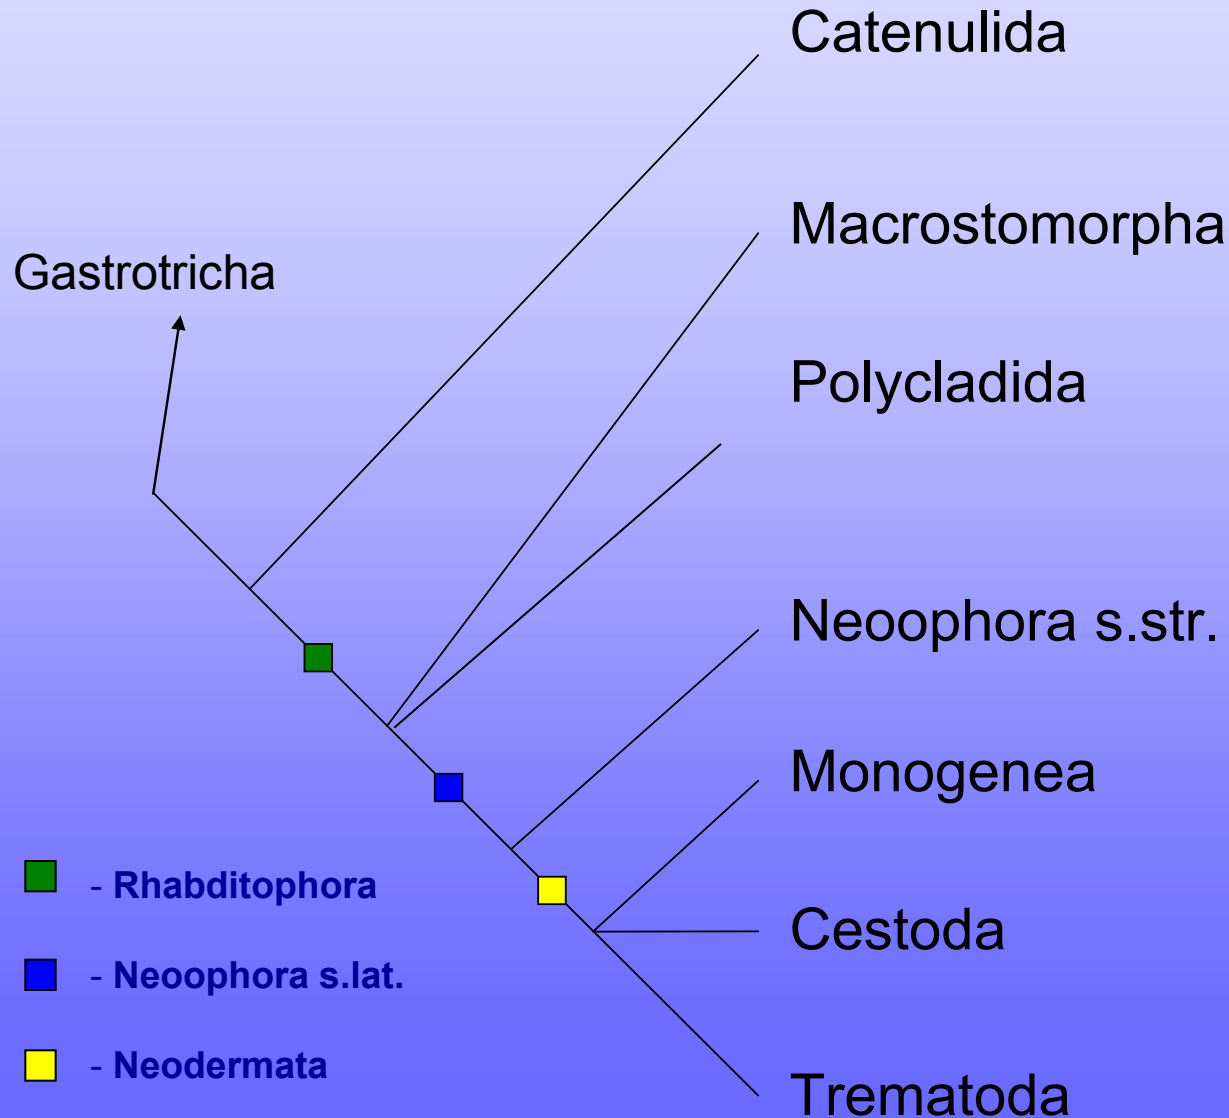 Catenulida
Macrostomorpha
Gastrotricha
Polycladida
Neoophora s.str.
Monogenea
- Rhabditophora
Cestoda
- Neoophora s.lat.
- Neodermata
Trematoda